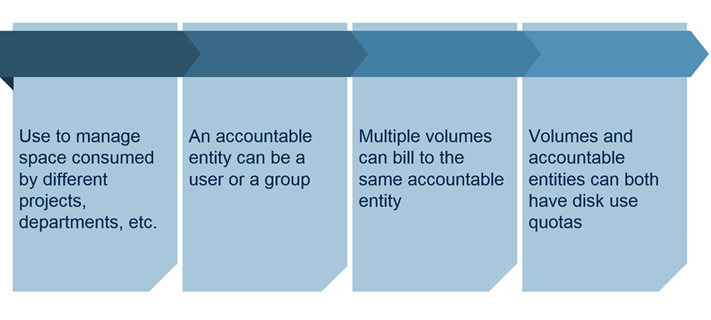 Use to manage
space consumed
by different
projects,
departments, etc.
An accountable
entity can be a
user or a group
Multiple volumes
can bill to the
same accountable
entity
Volumes and
accountable
entities can both
have disk use
quotas